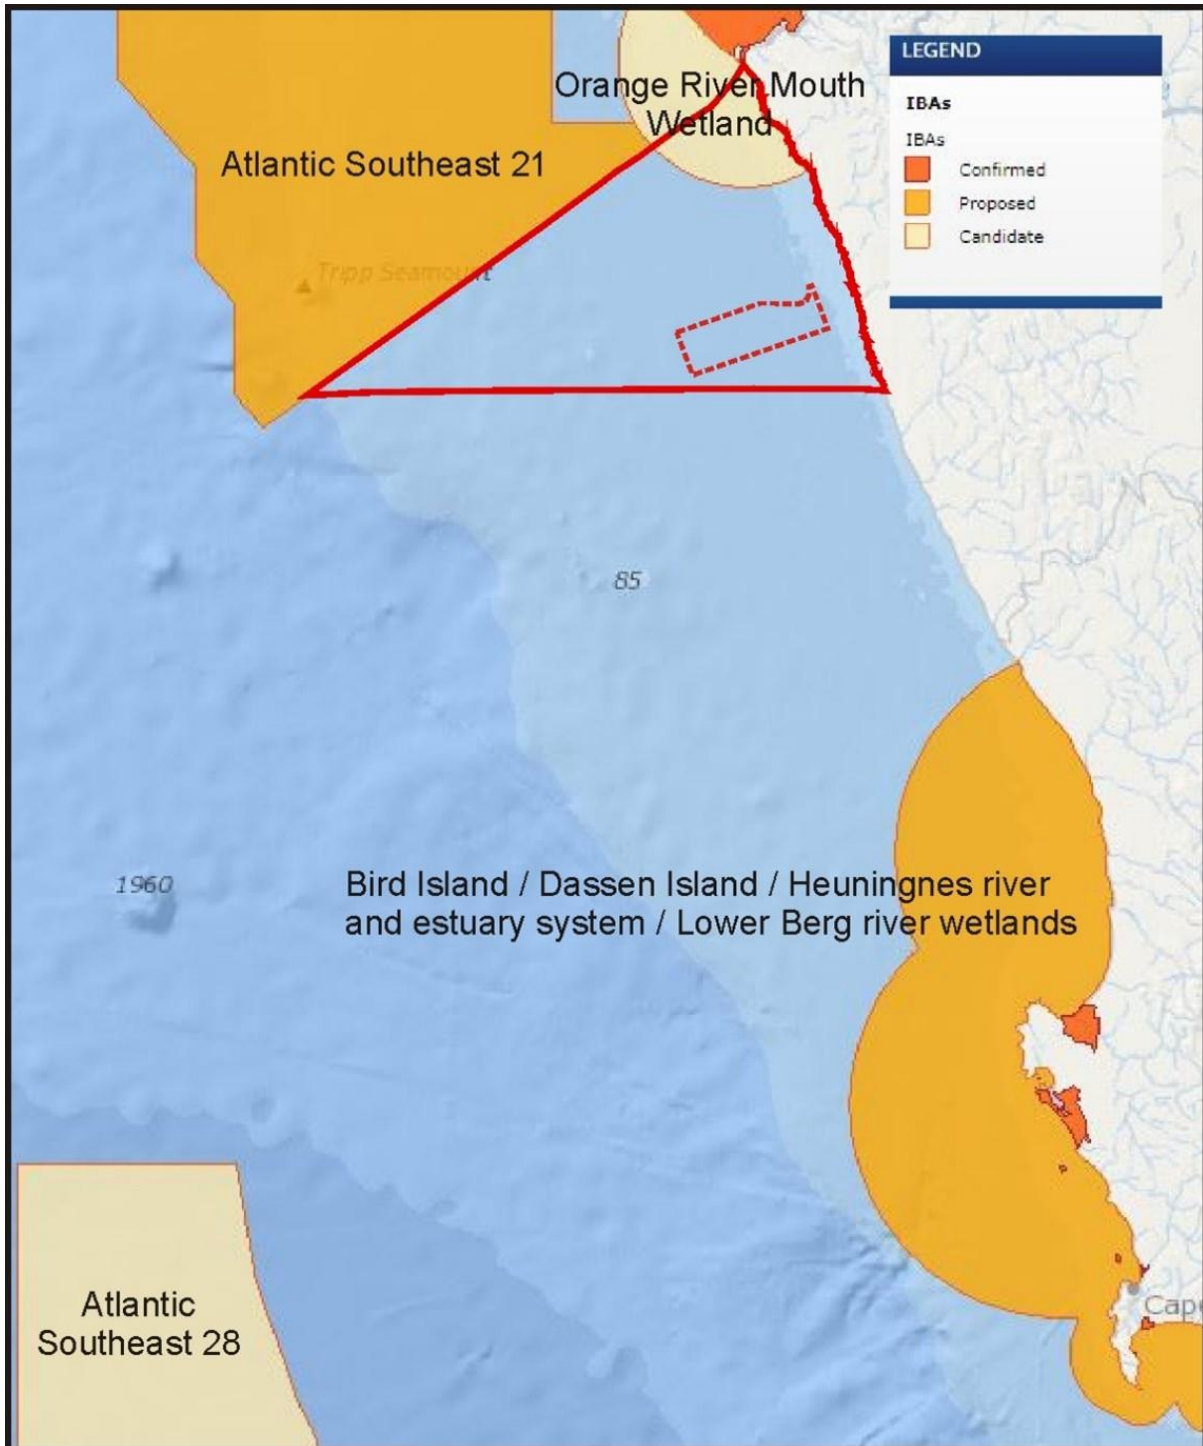 LEGEND
IBAs
IBAs
Confirmed
Proposed
Candidate
Orange River Mouth
Wetland
Atlantic Southeast 21
Tripp Seamount
85
1960
Bird Island / Dassen Island / Heuningnes river
and estuary system / Lower Berg river wetlands
Atlantic
Southeast 28
Cape